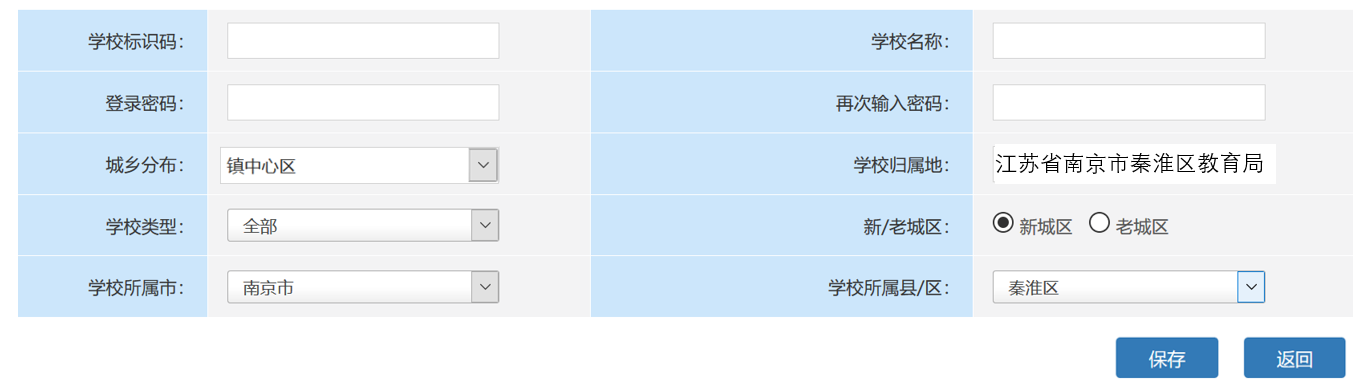 学校标识码： 学校名称：
登录密码： 再次输入密码：
城乡分布： 镇中心区 学校归属地： 江苏省南京市秦淮区教育局
学校类型： 全部 新/老城区： 新城区 老城区
学校所属市： 南京市 学校所属县/区： 秦淮区
保存 返回